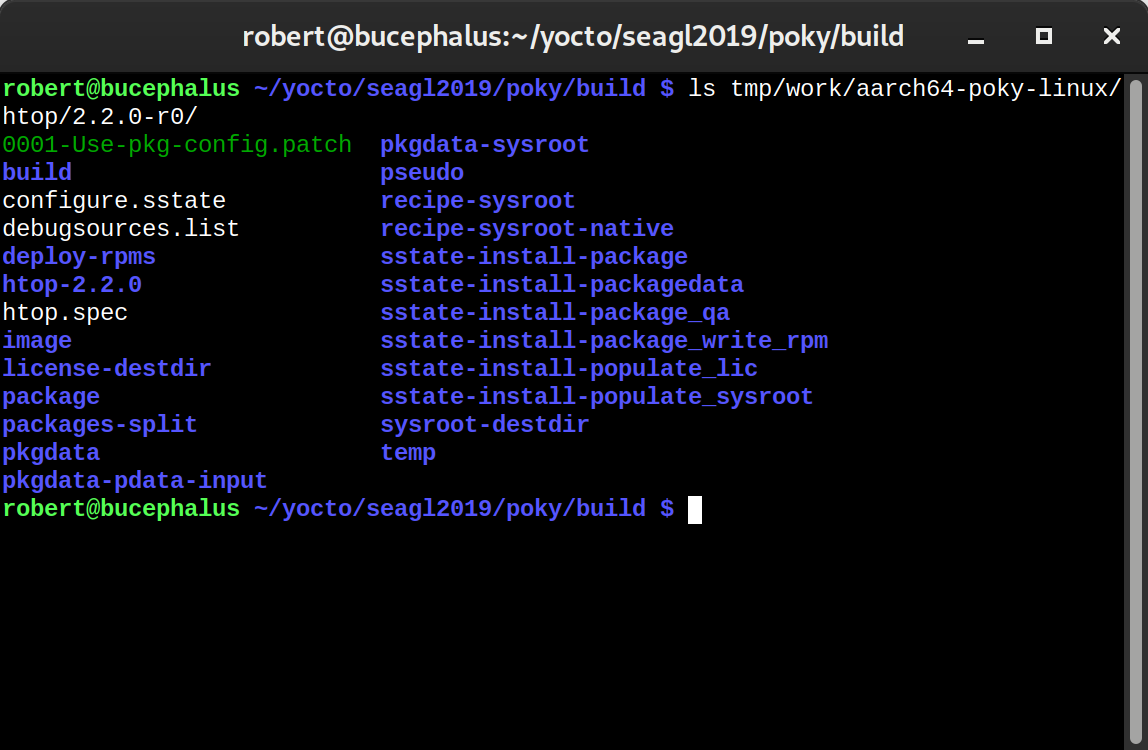 robert@bucephalus:~/yocto/seagl2019/poky/build
robert@bucephalus ~/yocto/seagl2019/poky/build $ ls tmp/work/aarch64-poky-linux/
htop/2.2.0-r0/
0001-Use-pkg-config.patch  pkgdata-sysroot
build                      pseudo
configure.sstate           recipe-sysroot
debugsources.list          recipe-sysroot-native
deploy-rpms                sstate-install-package
htop-2.2.0                 sstate-install-packagedata
htop.spec                  sstate-install-package_qa
image                      sstate-install-package_write_rpm
license-destdir            sstate-install-populate_lic
package                    sstate-install-populate_sysroot
packages-split             sysroot-destdir
pkgdata                    temp
pkgdata-pdata-input
robert@bucephalus ~/yocto/seagl2019/poky/build $